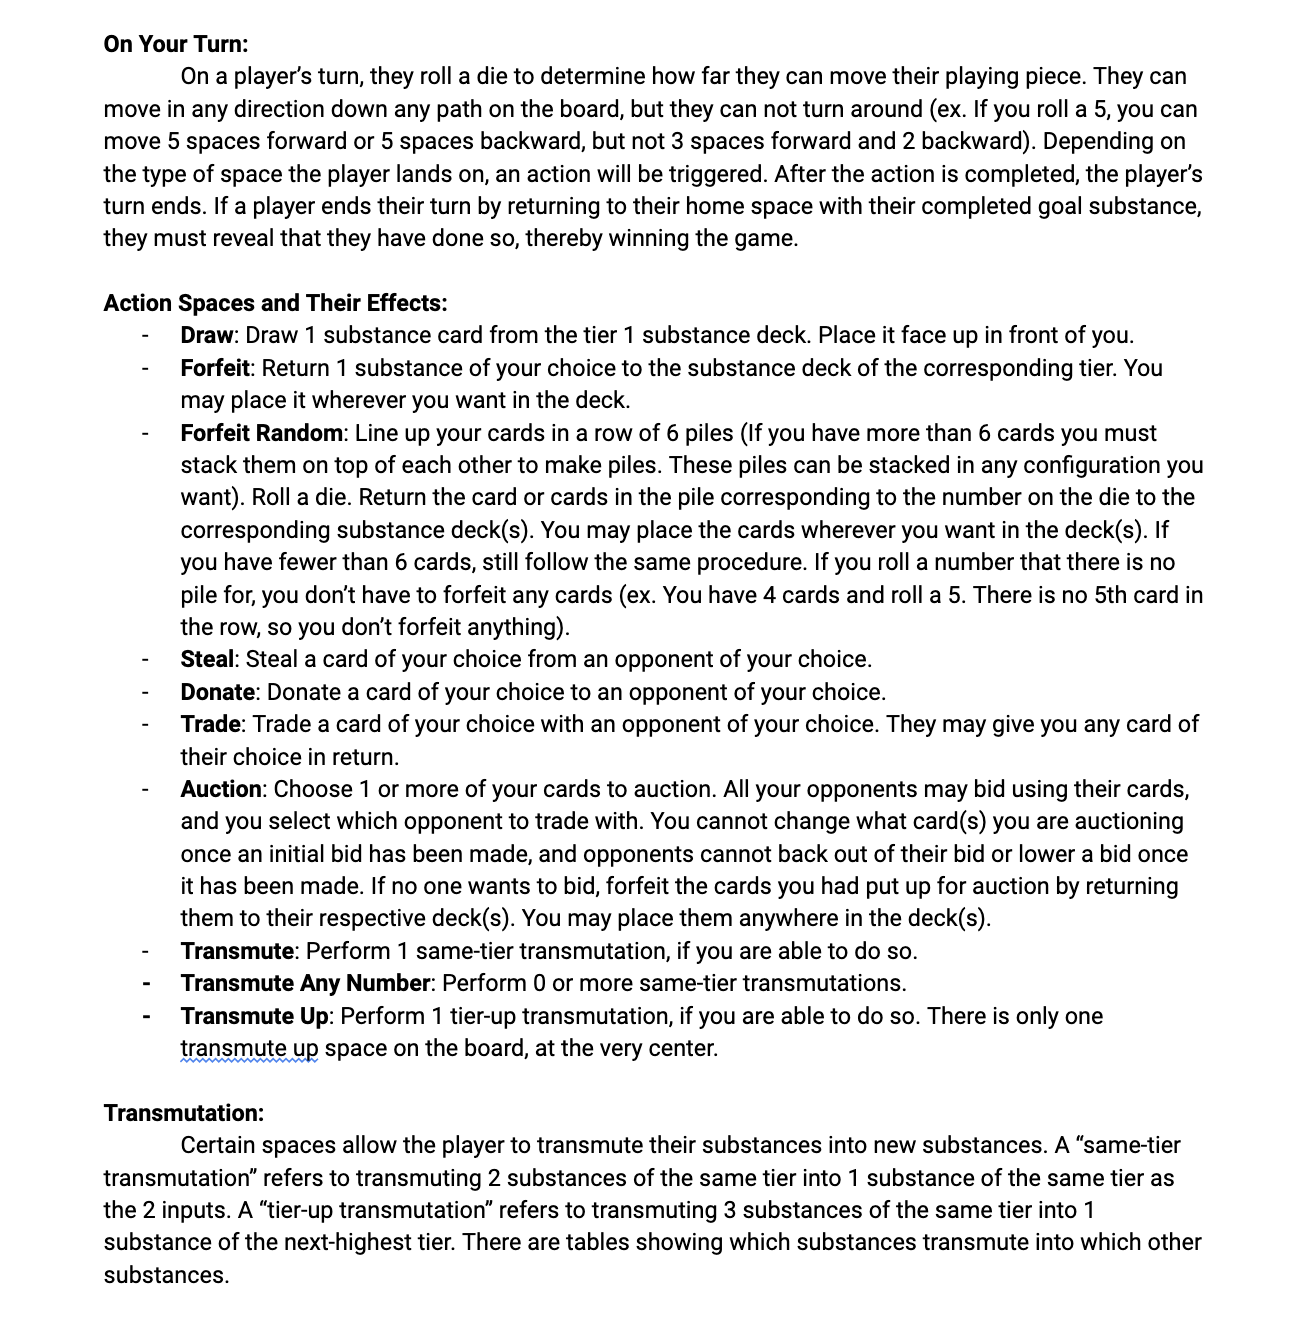 On Your Turn:
On a player’s turn, they roll a die to determine how far they can move their playing piece. They can
move in any direction down any path on the board, but they can not turn around (ex. If you roll a 5, you can
move 5 spaces forward or 5 spaces backward, but not 3 spaces forward and 2 backward). Depending on
the type of space the player lands on, an action will be triggered. After the action is completed, the player’s
turn ends. If a player ends their turn by returning to their home space with their completed goal substance,
they must reveal that they have done so, thereby winning the game.
Action Spaces and Their Effects:
- Draw: Draw 1 substance card from the tier 1 substance deck. Place it face up in front of you.
- Forfeit: Return 1 substance of your choice to the substance deck of the corresponding tier. You
may place it wherever you want in the deck.
- Forfeit Random: Line up your cards in a row of 6 piles (If you have more than 6 cards you must
stack them on top of each other to make piles. These piles can be stacked in any configuration you
want). Roll a die. Return the card or cards in the pile corresponding to the number on the die to the
corresponding substance deck(s). You may place the cards wherever you want in the deck(s). If
you have fewer than 6 cards, still follow the same procedure. If you roll a number that there is no
pile for, you don’t have to forfeit any cards (ex. You have 4 cards and roll a 5. There is no 5th card in
the row, so you don’t forfeit anything).
- Steal: Steal a card of your choice from an opponent of your choice.
- Donate: Donate a card of your choice to an opponent of your choice.
- Trade: Trade a card of your choice with an opponent of your choice. They may give you any card of
their choice in return.
- Auction: Choose 1 or more of your cards to auction. All your opponents may bid using their cards,
and you select which opponent to trade with. You cannot change what card(s) you are auctioning
once an initial bid has been made, and opponents cannot back out of their bid or lower a bid once
it has been made. If no one wants to bid, forfeit the cards you had put up for auction by returning
them to their respective deck(s). You may place them anywhere in the deck(s).
- Transmute: Perform 1 same-tier transmutation, if you are able to do so.
- Transmute Any Number: Perform 0 or more same-tier transmutations.
- Transmute Up: Perform 1 tier-up transmutation, if you are able to do so. There is only one
transmute up space on the board, at the very center.
Transmutation:
Certain spaces allow the player to transmute their substances into new substances. A “same-tier
transmutation” refers to transmuting 2 substances of the same tier into 1 substance of the same tier as
the 2 inputs. A “tier-up transmutation” refers to transmuting 3 substances of the same tier into 1
substance of the next-highest tier. There are tables showing which substances transmute into which other
substances.